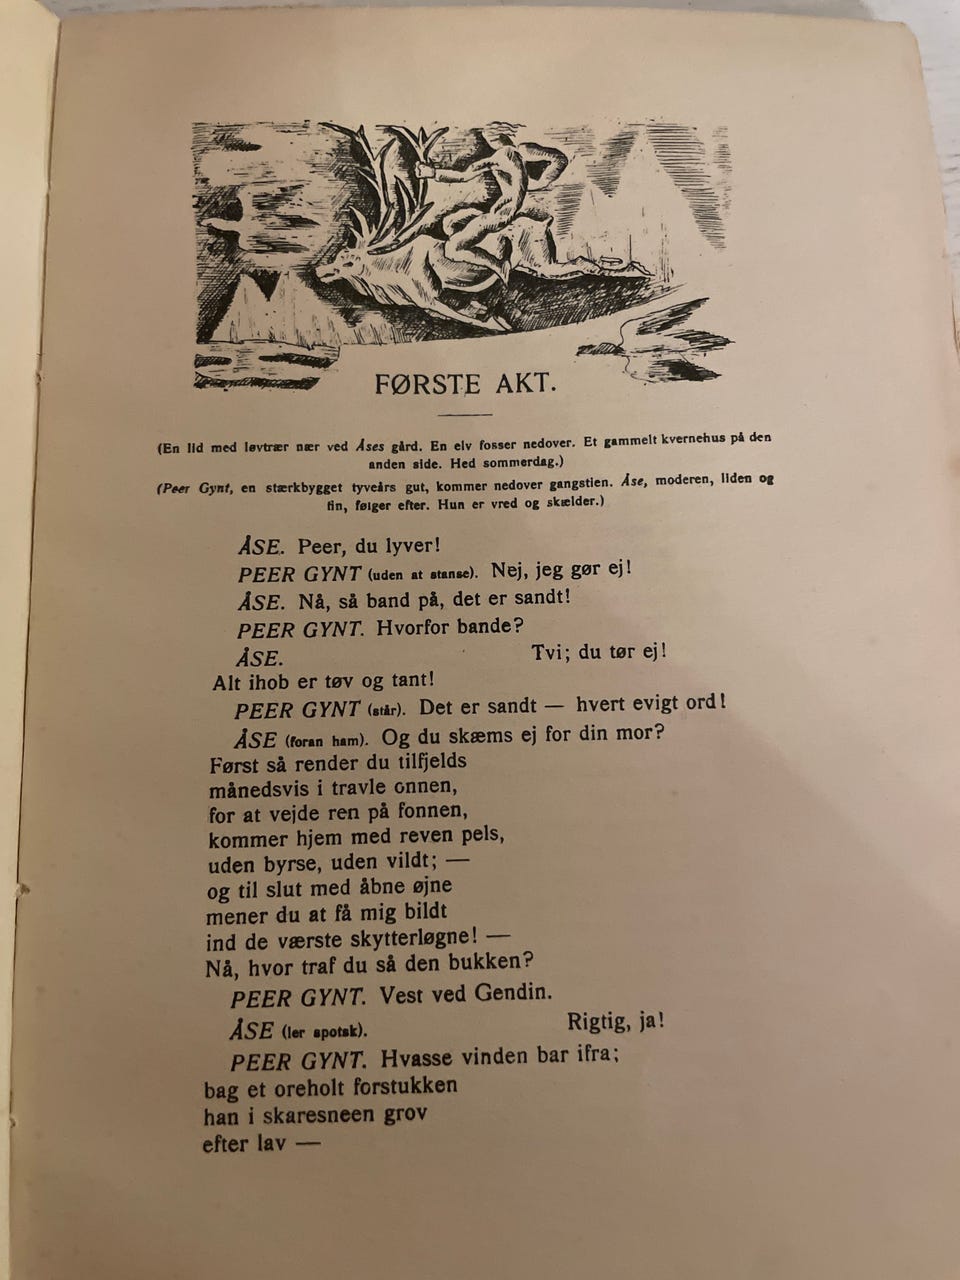 FØRSTE AKT.
(En lid med løvtrær nær ved Åses gård. En elv fosser nedover. Et gammelt kvernehus på den
anden side. Hed sommerdag.)
(Peer Gynt, en stærkbygget tyveårs gut, kommer nedover gangstien. Åse, moderen, liden og
fin, følger efter. Hun er vred og skælder.)
ÅSE. Peer, du lyver!
PEER GYNT (uden at stanse). Nej, jeg gør ej!
ÅSE. Nå, så band på, det er sandt!
PEER GYNT. Hvorfor bande?
ÅSE. Tvi; du tør ej!
Alt ihob er tøv og tant!
PEER GYNT (står). Det er sandt — hvert evigt ord!
ÅSE (foran ham). Og du skæms ej for din mor?
Først så render du tilfjelds
månedsvis i travle onnen,
for at vejde ren på fonnen,
kommer hjem med reven pels,
uden byrse, uden vildt; —
og til slut med åbne øjne
mener du at få mig bildt
ind de værste skytterløgne! —
Nå, hvor traf du så den bukken?
PEER GYNT. Vest ved Gendin.
ÅSE (ler spotsk). Rigtig, ja!
PEER GYNT. Hvasse vinden bar ifra;
bag et oreholt forstukken
han i skaresneen grov
efter lav —